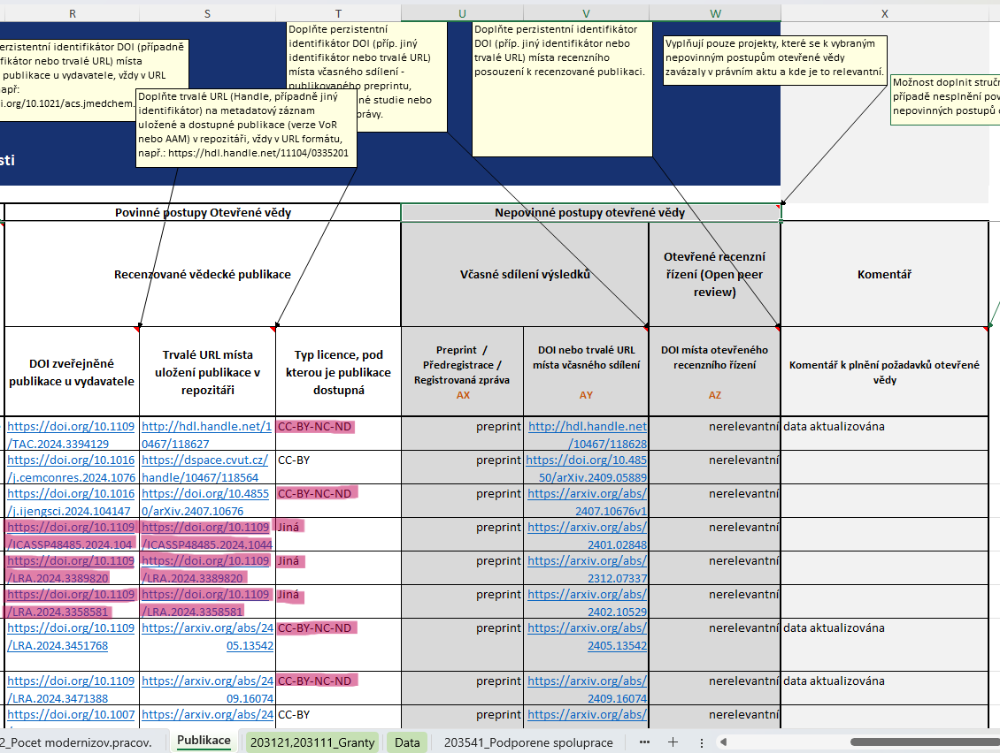 R S T U V W X
perzistentní identifikátor DOI (případně
fikátor nebo trvalé URL) místa
publikace u vydavatele, vždy v URL
např:
oi.org/10.1021/acs.jmedchem.
Doplňte trvalé URL (Handle, případně jiný
identifikátor) na metadatový záznam
uložené a dostupné publikace (verze VoR
nebo AAM) v repozitáři, vždy v URL formátu,
např.: https://hdl.handle.net/11104/0335201
Doplňte perzistentní
identifikátor DOI (příp. jiný
identifikátor nebo trvalé URL)
místa včasného sdílení -
publikovaného preprintu,
né studie nebo
právy.
Doplňte perzistentní identifikátor
DOI (příp. jiný identifikátor nebo
trvalé URL) místa recenzního
posouzení k recenzované publikaci.
Vyplňují pouze projekty, které se k vybraným
nepovinným postupům otevřené vědy
zavázaly v právním aktu a kde je to relevantní.
Možnost doplnit stručn
případě nesplnění pov
nepovinných postupů o
sti
Povinné postupy Otevřené vědy
Nepovinné postupy otevřené vědy
Recenzované vědecké publikace
Včasné sdílení výsledků
Otevřené recenzní
řízení (Open peer
review)
Komentář
DOI zveřejněné
publikace u vydavatele
Trvalé URL místa
uložení publikace v
repozitáři
Typ licence, pod
kterou je publikace
dostupná
Preprint /
Předregistrace /
Registrovaná zpráva
AX
DOI nebo trvalé URL
místa včasného sdílení
AY
DOI místa otevřeného
recenzního řízení
AZ
Komentář k plnění požadavků otevřené
vědy
https://doi.org/10.1109 http://hdl.handle.net/1 CC-BY-NC-ND preprint http://hdl.handle.net nerelevantní data aktualizována
/TAC.2024.3394129 0467/118627 /10467/118628
https://doi.org/10.1016 https://dspace.cvut.cz/ CC-BY preprint https://doi.org/10.485 nerelevantní
/j.cemconres.2024.1076 handle/10467/118564 50/arXiv.2409.05889
https://doi.org/10.1016 https://doi.org/10.4855 CC-BY-NC-ND preprint https://arxiv.org/abs/ nerelevantní
/j.ijengsci.2024.104147 0/arXiv.2407.10676 2407.10676v1
https://doi.org/10.1109 https://doi.org/10.1109 Jiná preprint https://arxiv.org/abs/ nerelevantní
/ICASSP48485.2024.104 /ICASSP48485.2024.1044 2401.02848
https://doi.org/10.1109 https://doi.org/10.1109 Jiná preprint https://arxiv.org/abs/ nerelevantní
/LRA.2024.3389820 /LRA.2024.3389820 2312.07337
https://doi.org/10.1109 https://doi.org/10.1109 Jiná preprint https://arxiv.org/abs/ nerelevantní
/LRA.2024.3358581 /LRA.2024.3358581 2402.10529
https://doi.org/10.1109 https://arxiv.org/abs/24 CC-BY-NC-ND preprint https://arxiv.org/abs/ nerelevantní data aktualizována
/LRA.2024.3451768 05.13542 2405.13542
https://doi.org/10.1109 https://arxiv.org/abs/24 CC-BY-NC-ND preprint https://arxiv.org/abs/ nerelevantní data aktualizována
/LRA.2024.3471388 09.16074 2409.16074
https://doi.org/10.1007 https://arxiv.org/abs/24 CC-BY preprint https://arxiv.org/abs/ nerelevantní
2_Pocet modernizov.pracov. Publikace 203121,203111_Granty Data 203541_Podporene spoluprace